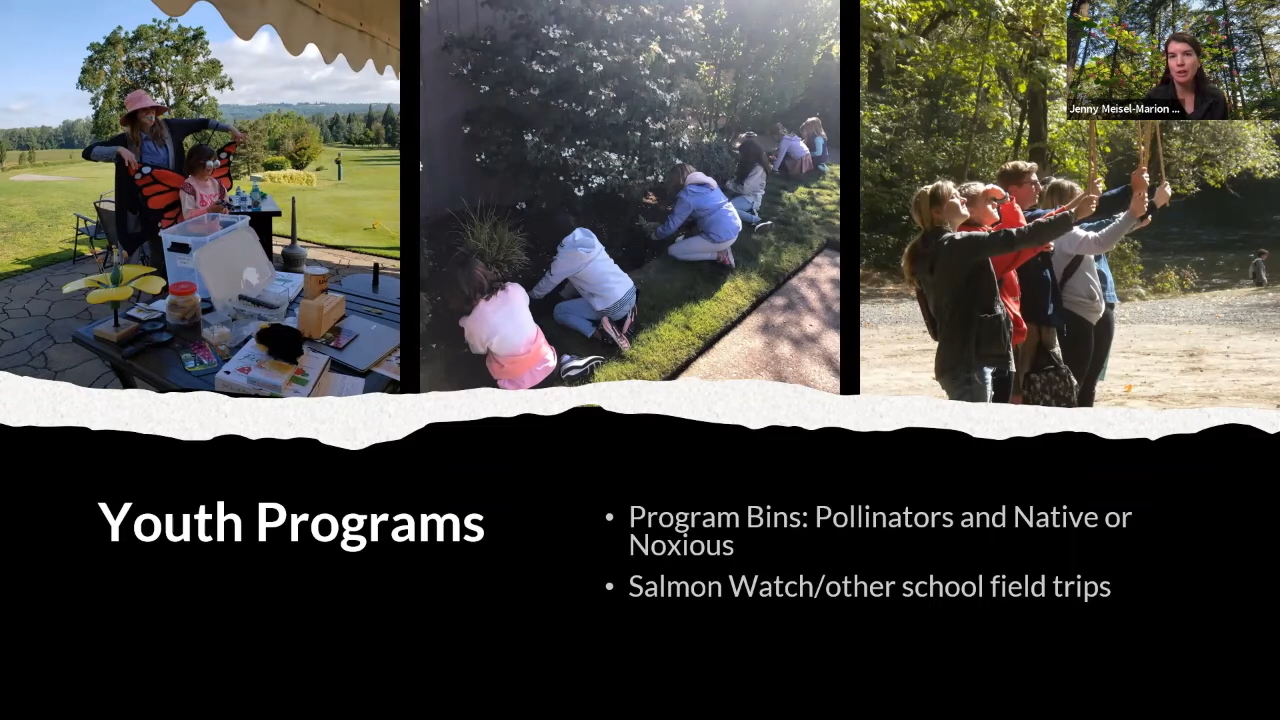 Jenny Meisel-Marion ...
Youth Programs
• Program Bins: Pollinators and Native or
Noxious
• Salmon Watch/other school field trips